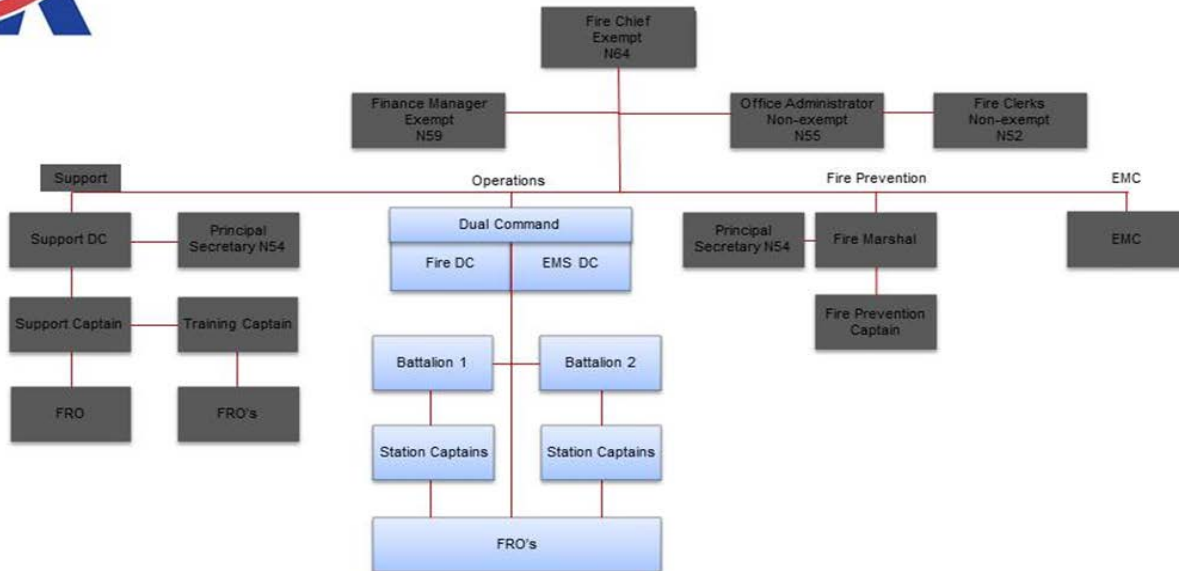 Fire Chief
Exempt
N64
Finance Manager
Exempt
N59
Office Administrator
Non-exempt
N55
Fire Clerks
Non-exempt
N52
Support
Operations
Fire Prevention
EMC
Support DC
Principal
Secretary N54
Dual Command
Fire DC
EMS DC
Principal
Secretary N54
Fire Marshal
EMC
Support Captain
Training Captain
Fire Prevention
Captain
Battalion 1
Battalion 2
FRO
FRO's
Station Captains
Station Captains
FRO's